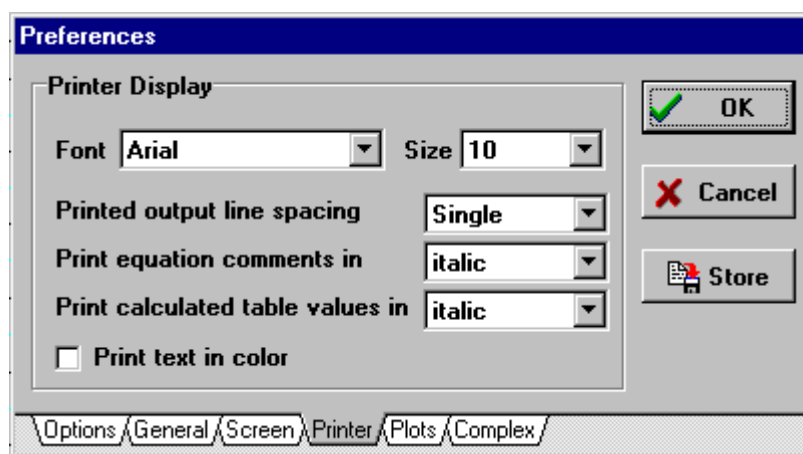 Preferences
Printer Display
Font Arial Size 10
Printed output line spacing Single
Print equation comments in italic
Print calculated table values in italic
Print text in color
OK
Cancel
Store
Options General Screen Printer Plots Complex